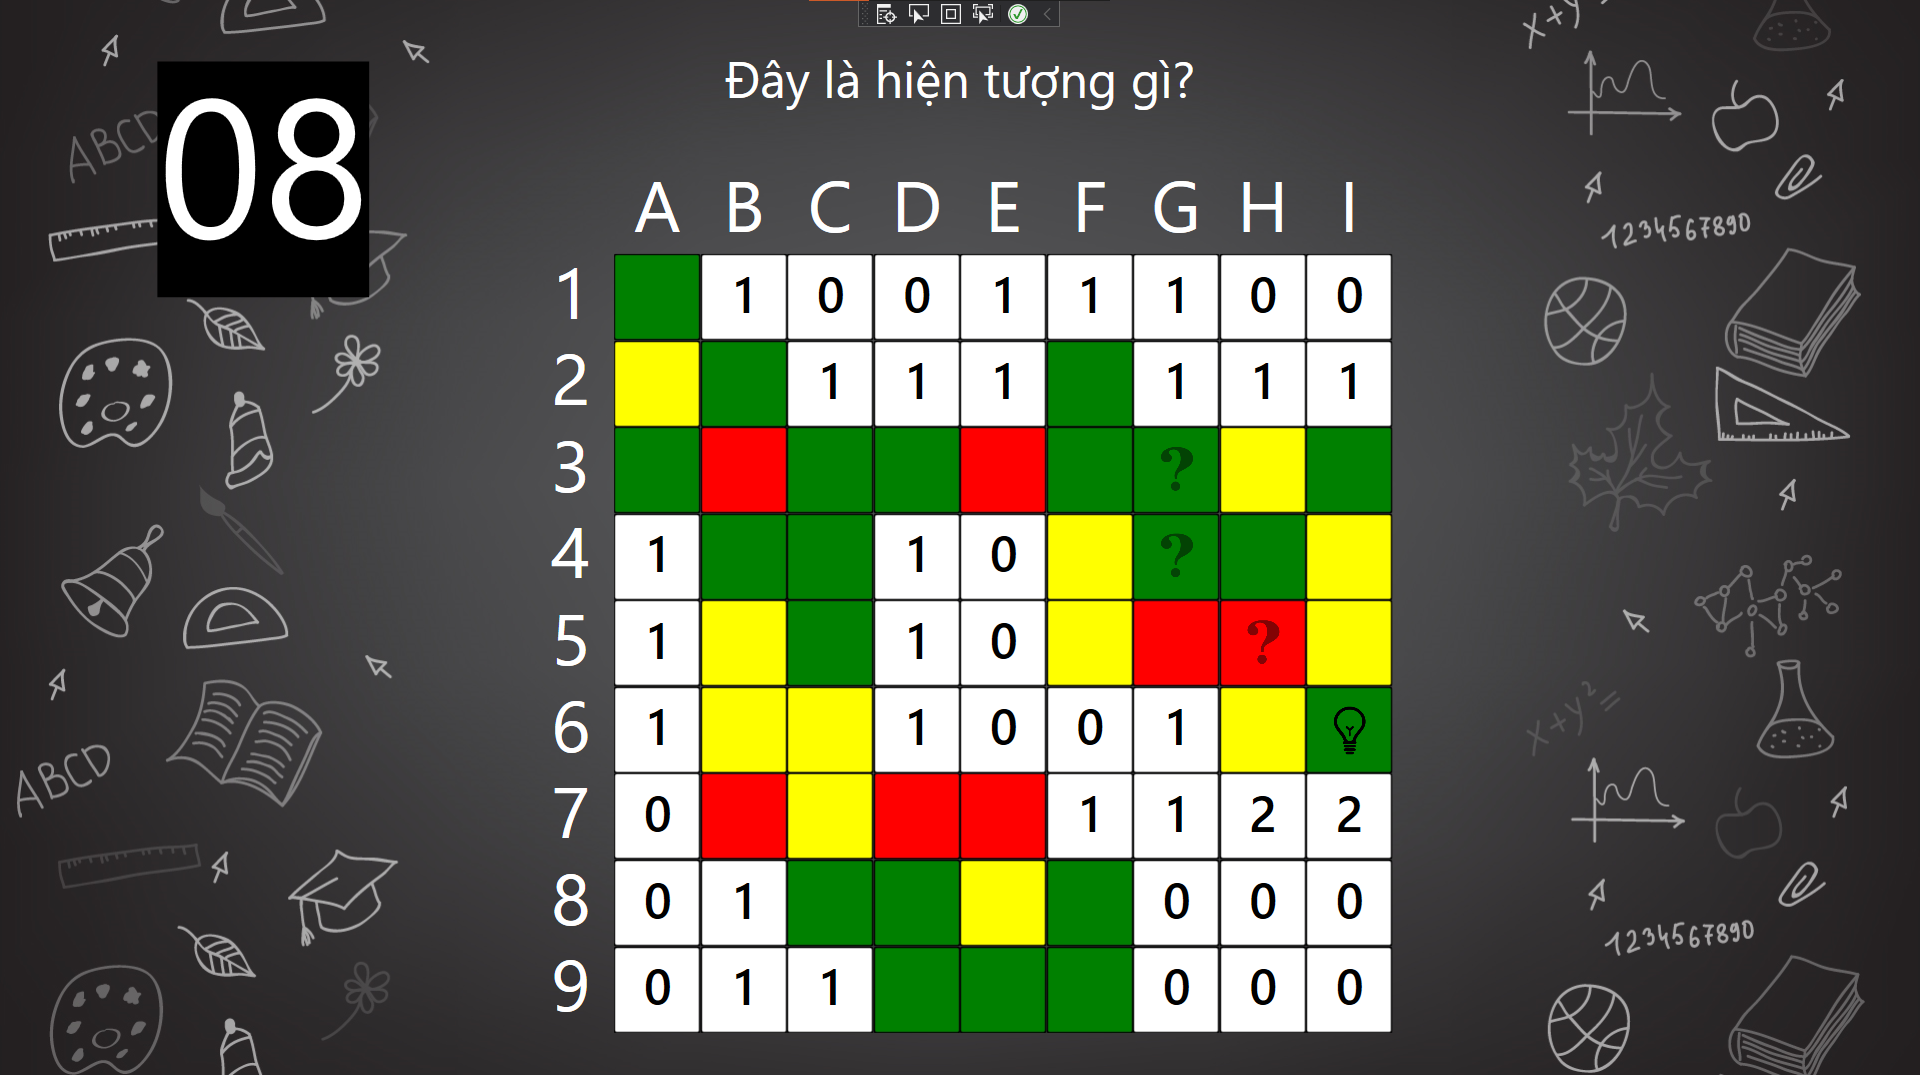 Đây là hiện tượng gì?
08
A B C D E F G H I
1 1 0 0 1 1 1 0 0
2 1 1 1 1 1 1
3 ? 
4 1 1 0 ?
5 1 1 0 ?
6 1 1 0 0 1
7 0 1 1 2 2
8 0 1 0 0 0
9 0 1 1 0 0 0
ABCD
ABCD
x+y=
1234567890
x+y²=
1234567890